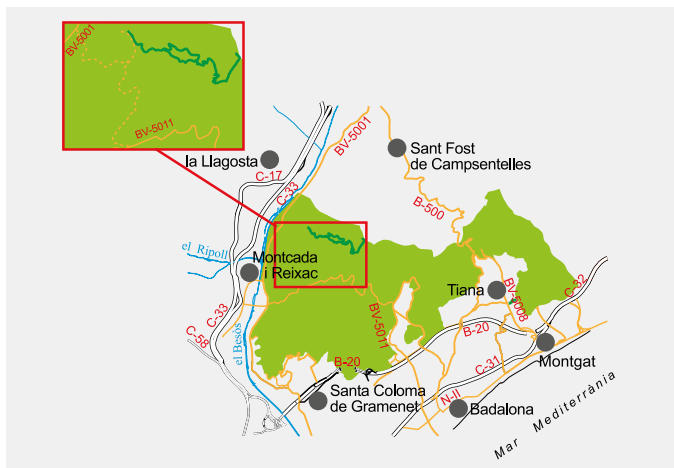 BV-5001
BV-5011
BV-5001
la Llagosta
Sant Fost
de Campsentelles
C-17
C-33
B-500
el Ripoll
Montcada
i Reixac
Tiana
BV-5008
C-32
C-33
C-58
el Besòs
BV-5011
B-20
B-20
Montgat
C-31
Santa Coloma
de Gramenet
N-II
Badalona
Mar Mediterrània